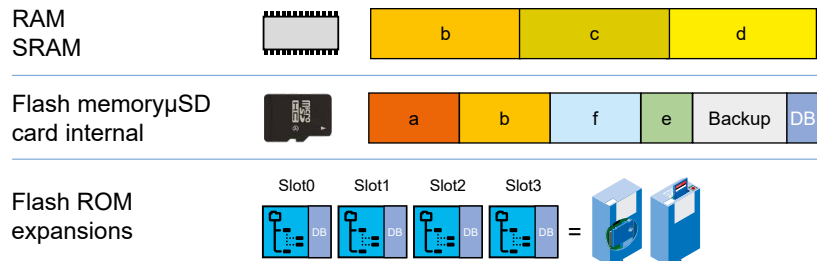 RAM
SRAM
b c d
Flash memoryµSD
card internal
a b f e Backup DB
Slot0 Slot1 Slot2 Slot3
Flash ROM
expansions
DB DB DB DB =